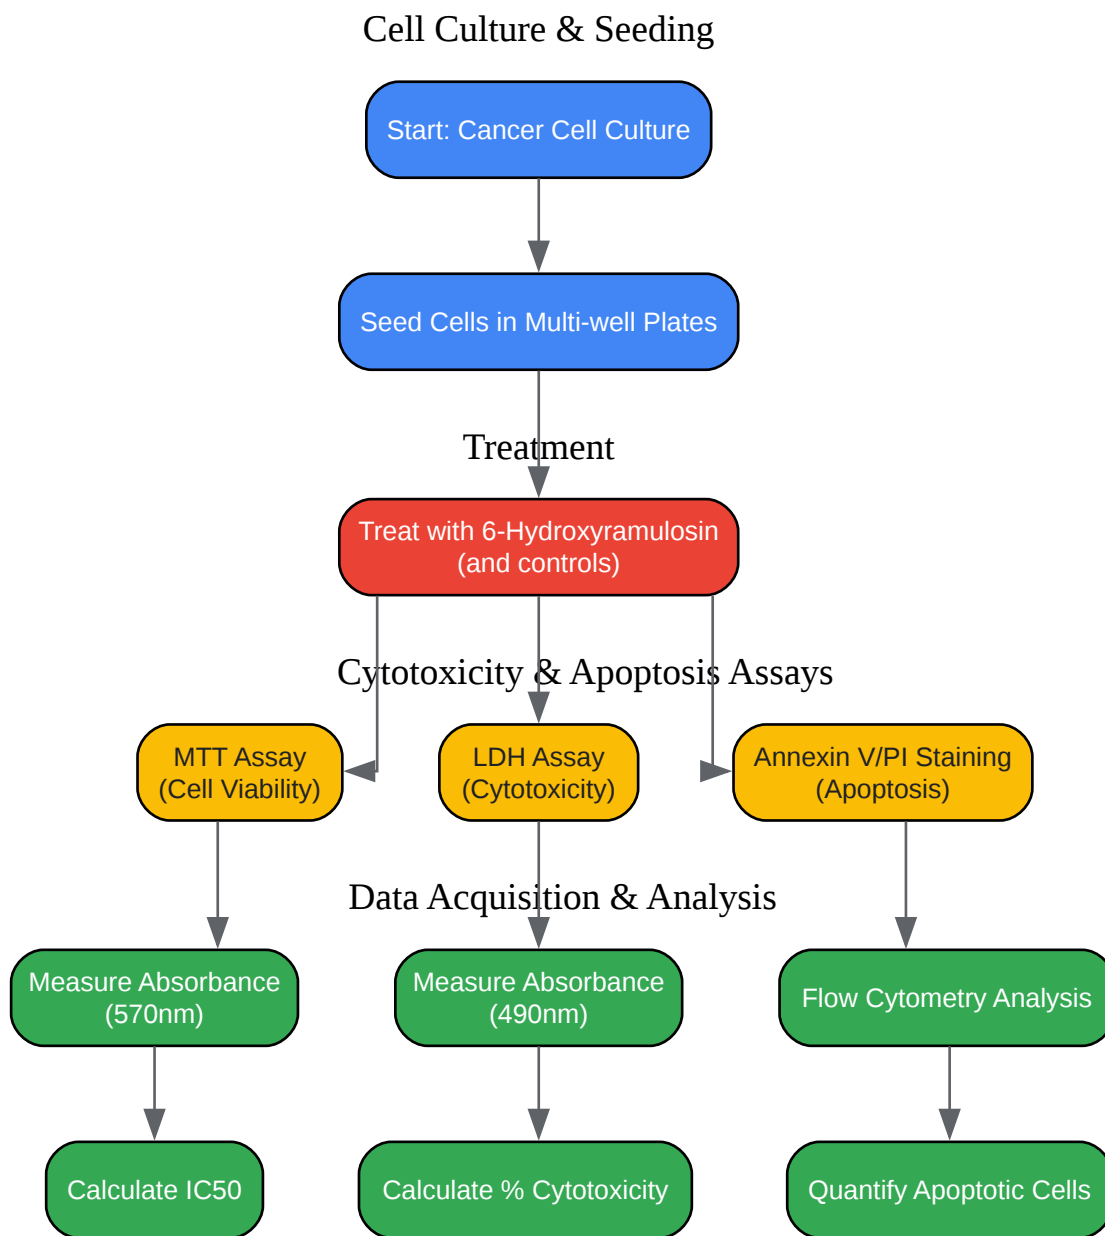 Cell Culture & Seeding
Start: Cancer Cell Culture
Seed Cells in Multi-well Plates
Treatment
Treat with 6-Hydroxyramulosin
(and controls)
Cytotoxicity & Apoptosis Assays
MTT Assay
(Cell Viability)
LDH Assay
(Cytotoxicity)
Annexin V/PI Staining
(Apoptosis)
Data Acquisition & Analysis
Measure Absorbance
(570nm)
Measure Absorbance
(490nm)
Flow Cytometry Analysis
Calculate IC50
Calculate % Cytotoxicity
Quantify Apoptotic Cells